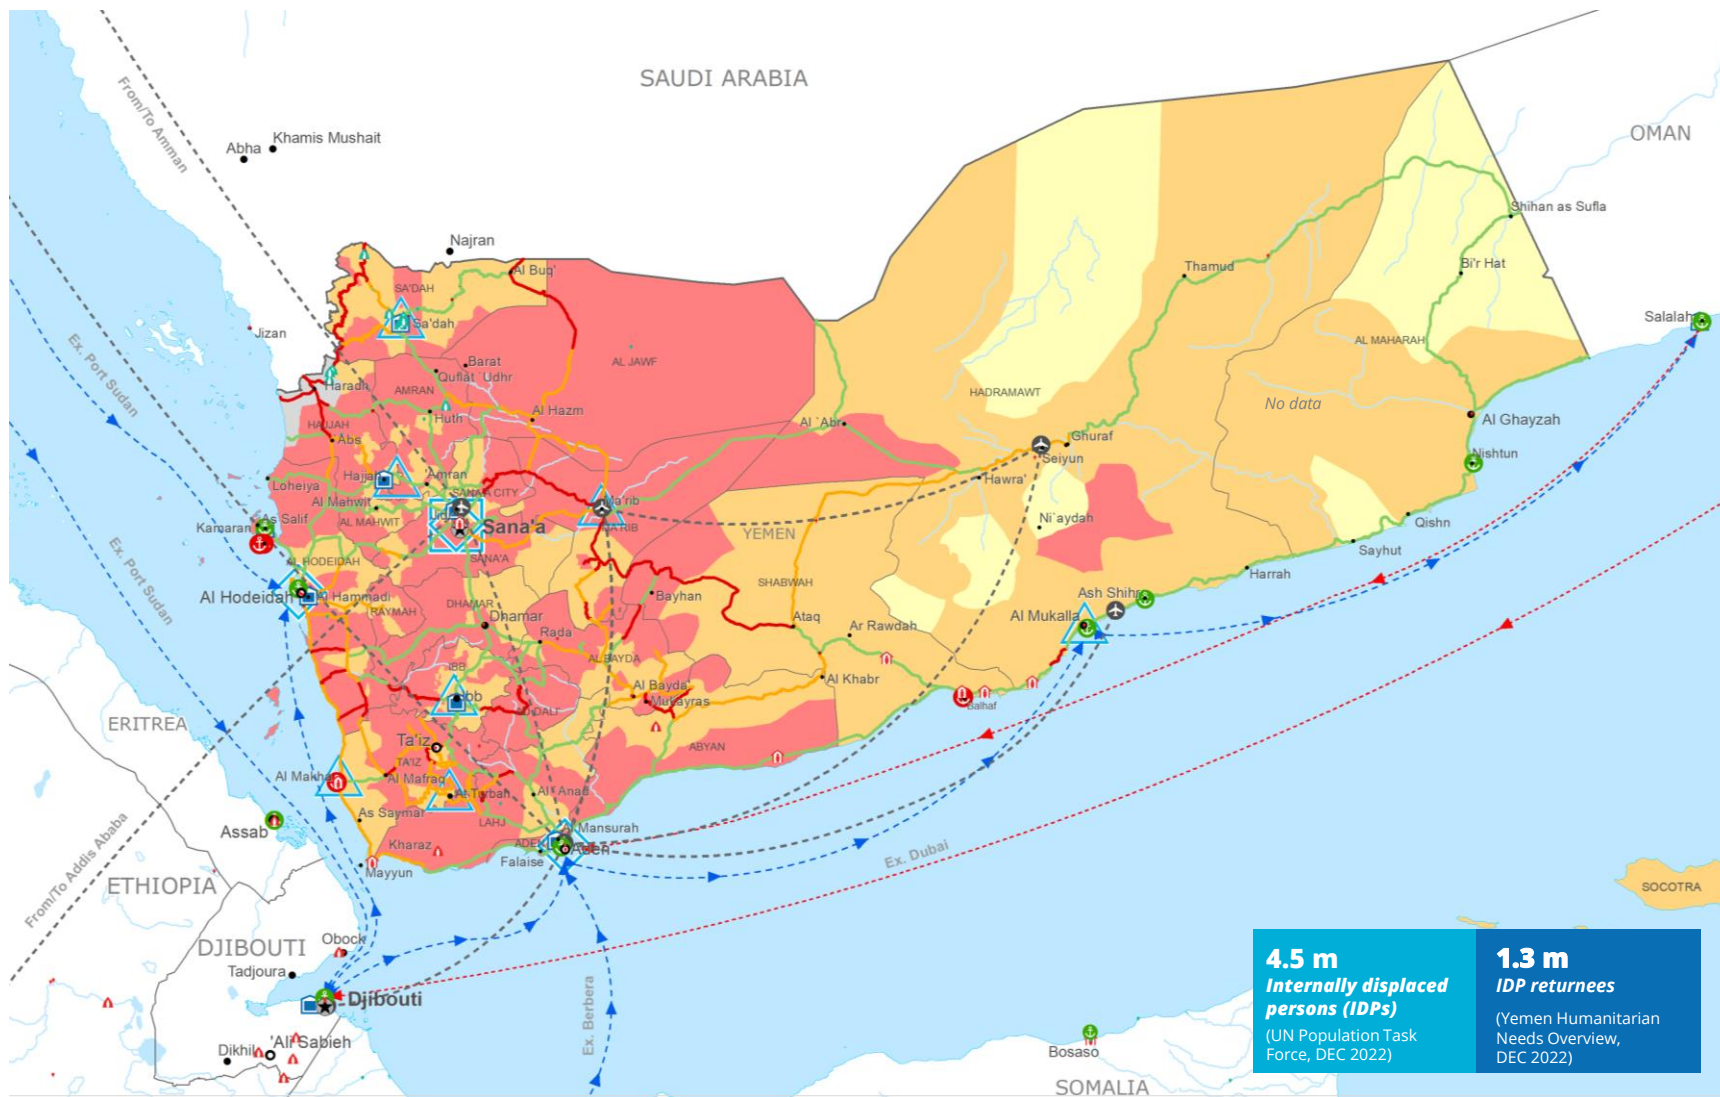 SAUDI ARABIA
OMAN
From/To Amman
Khamis Mushait
Abha
Shihan as Sufla
Najran
Al Buq'
Thamud
Bi'r Hat
SA'DAH
Sa'dah
Salalah
Jizan
Ex. Port Sudan
AL JAWF
AL MAHARAH
Barat
Quflat `Udhr
Haradh
AMRAN
HADRAMAWT
No data
Al Hazm
Huth
HAJJAH
Al `Abr
Al Ghayzah
Abs
Ghuraf
Seiyun
Nishtun
Hajjah
'Amran
Loheiya
Hawra'
SANA'A CITY
Ma'rib
Al Mahwit
As Salif
AL MAHWIT
Kamaran
Sana'a
MA'RIB
YEMEN
Ni`aydah
Qishn
Ex. Port Sudan
Sayhut
AL HODEIDAH
SANA'A
Harrah
SHABWAH
Al Hodeidah
Al Hammadi
Bayhan
Ash Shihr
RAYMAH
DHAMAR
Dhamar
Al Mukalla
Ataq
Ar Rawdah
Rada
IBB
AL BAYDA
Al Khabr
Al Bayda'
Ibb
Mukayras
Balhaf
AD DALI'
ERITREA
Ta'iz
ABYAN
TA'IZ
Al Makha
Al Mafraq
At Turbah
Al 'Anad
As Saymar
LAHJ
Assab
Al Mansurah
ADEN
Aden
Kharaz
Falaise
Ex. Dubai
Mayyun
From/To Addis Ababa
ETHIOPIA
SOCOTRA
DJIBOUTI
Obock
Tadjoura
Djibouti
Ex. Berbera
'Ali Sabieh
Dikhil
Bosaso
SOMALIA
4.5 m
Internally displaced
persons (IDPs)
(UN Population Task
Force, DEC 2022)
1.3 m
IDP returnees
(Yemen Humanitarian
Needs Overview,
DEC 2022)